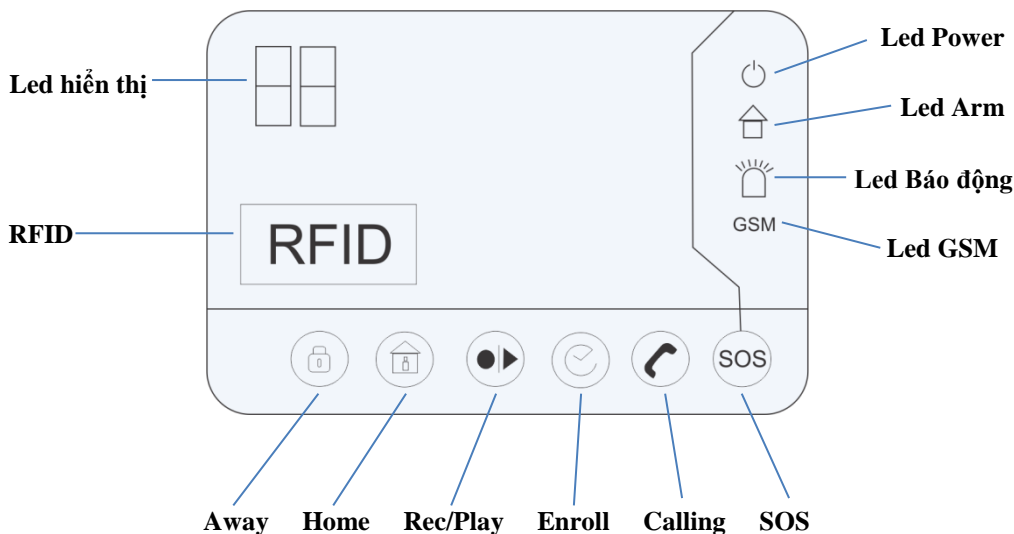 Led Power
Led hiển thị
Led Arm
Led Báo động
GSM
RFID
RFID
Led GSM
SOS
Away Home Rec/Play Enroll Calling SOS